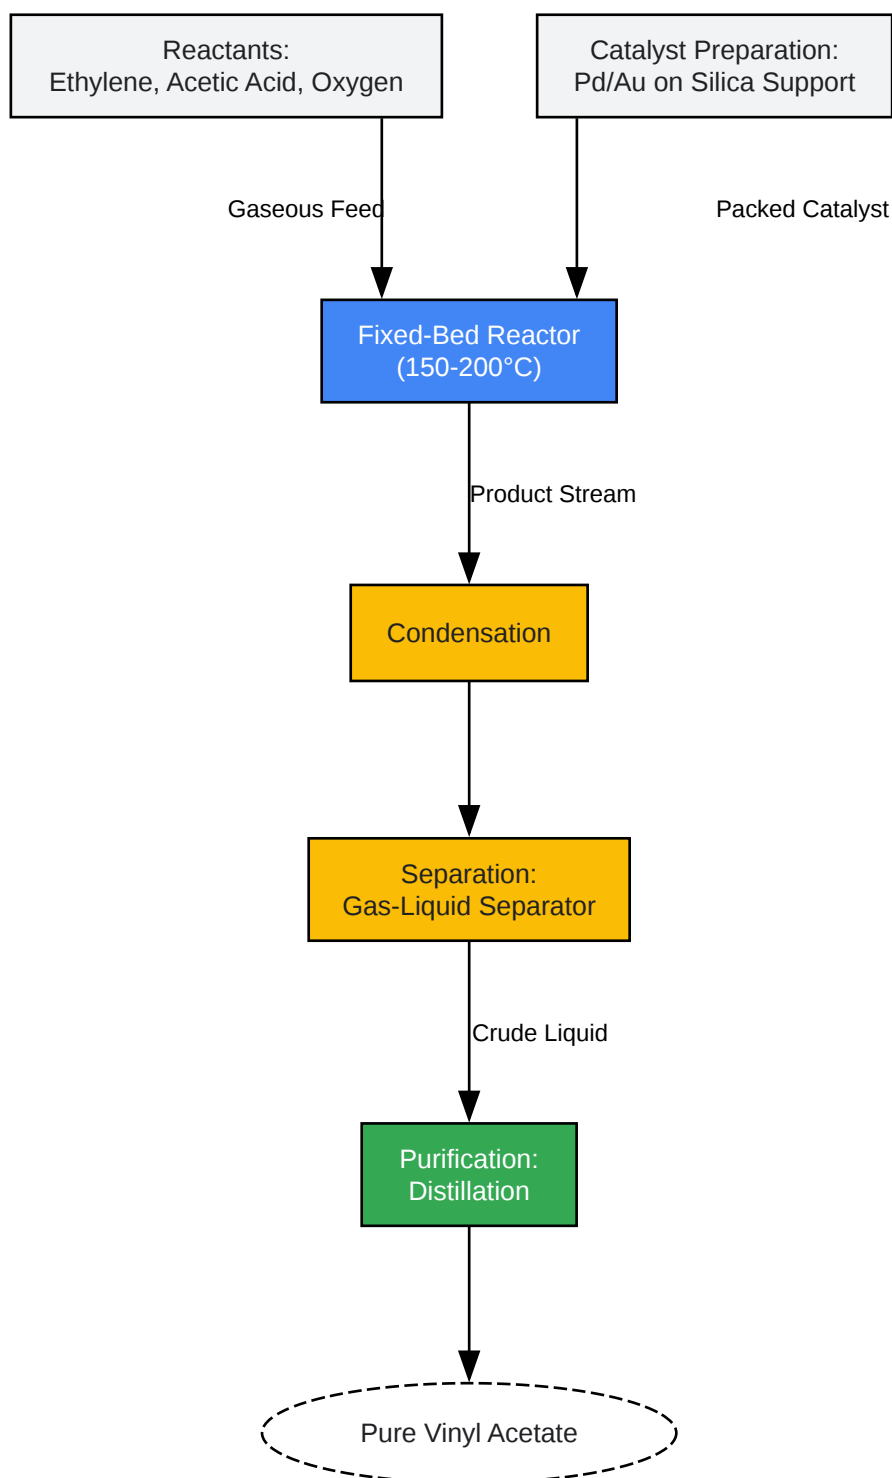 Reactants:
Ethylene, Acetic Acid, Oxygen
Catalyst Preparation:
Pd/Au on Silica Support
Gaseous Feed
Packed Catalyst
Fixed-Bed Reactor
(150-200°C)
Product Stream
Condensation
Separation:
Gas-Liquid Separator
Crude Liquid
Purification:
Distillation
Pure Vinyl Acetate